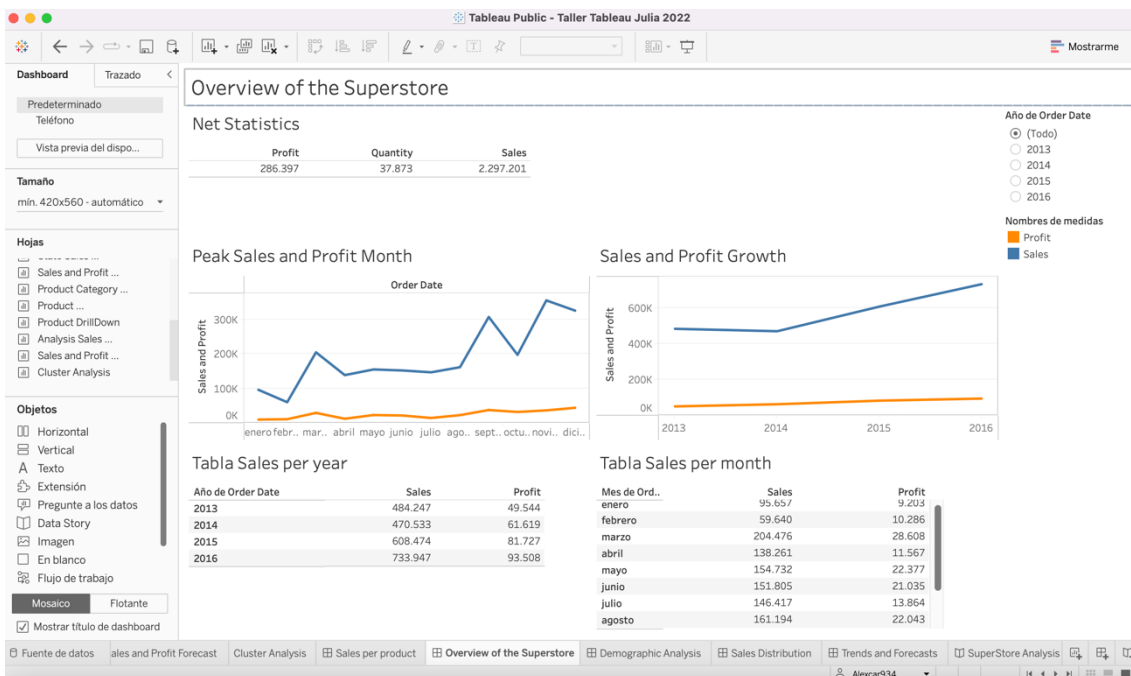 Tableau Public - Taller Tableau Julia 2022
Mostrarme
Dashboard Trazado
Predeterminado
Teléfono
Vista previa del dispo...
Tamaño
mín. 420x560 - automático
Hojas
Sales and Profit ...
Product Category ...
Product ...
Product DrillDown
Analysis Sales ...
Sales and Profit ...
Cluster Analysis
Objetos
Horizontal
Vertical
A Texto
Extensión
Pregunte a los datos
Data Story
Imagen
En blanco
Flujo de trabajo
Mosaico Flotante
Mostrar título de dashboard
Overview of the Superstore
Net Statistics
Profit Quantity Sales
286.397 37.873 2.297.201
Año de Order Date
(Todo)
2013
2014
2015
2016
Nombres de medidas
Profit
Sales
Peak Sales and Profit Month
Order Date
Sales and Profit
300K
200K
100K
0K
enero febr.. mar.. abril mayo junio julio ago.. sept.. octu.. novi.. dici..
Sales and Profit Growth
Sales and Profit
600K
400K
200K
0K
2013 2014 2015 2016
Tabla Sales per year
Año de Order Date Sales Profit
2013 484.247 49.544
2014 470.533 61.619
2015 608.474 81.727
2016 733.947 93.508
Tabla Sales per month
Mes de Ord.. Sales Profit
enero 95.657 9.203
febrero 59.640 10.286
marzo 204.476 28.608
abril 138.261 11.567
mayo 154.732 22.377
junio 151.805 21.035
julio 146.417 13.864
agosto 161.194 22.043
Fuente de datos ales and Profit Forecast Cluster Analysis Sales per product Overview of the Superstore Demographic Analysis Sales Distribution Trends and Forecasts SuperStore Analysis
Alexcar934